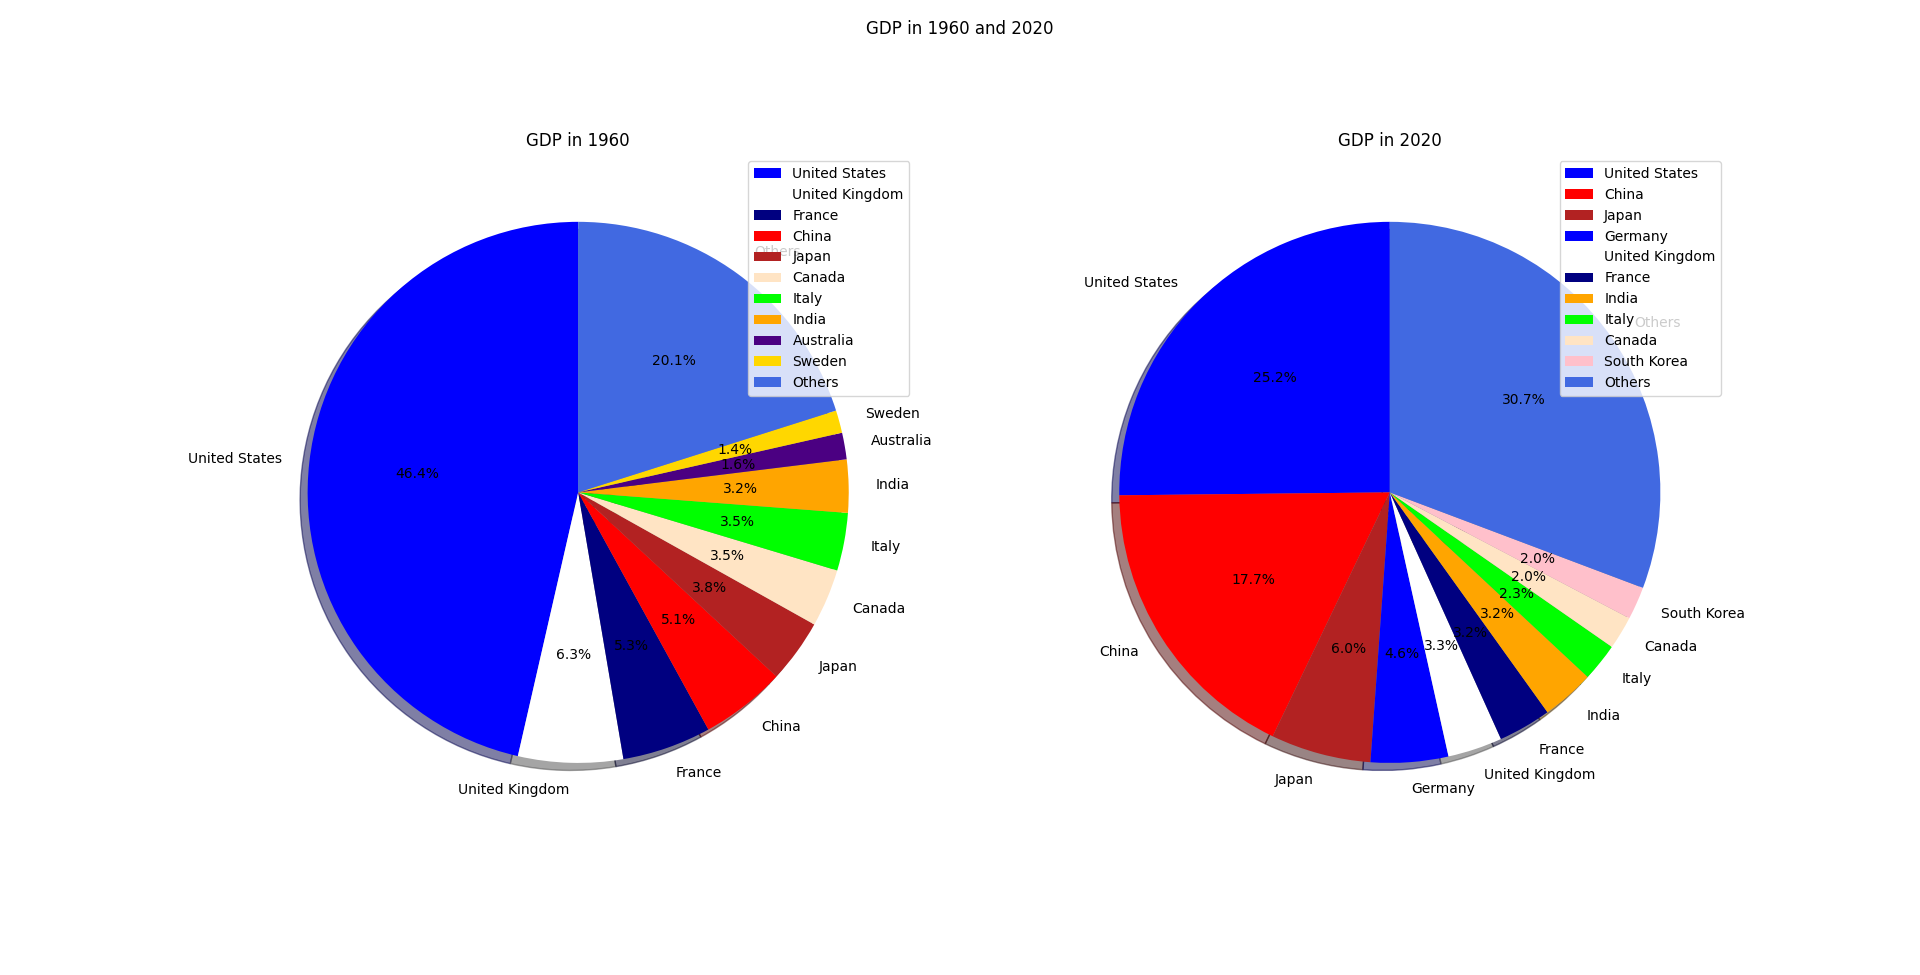 GDP in 1960 and 2020
GDP in 1960
United States
United Kingdom
France
China
Japan
Canada
Italy
India
Australia
Sweden
Others
Others
20.1%
Sweden
1.4%
Australia
1.6%
India
3.2%
Italy
3.5%
Canada
3.5%
Japan
3.8%
China
5.1%
France
5.3%
United Kingdom
6.3%
United States
46.4%
GDP in 2020
United States
China
Japan
Germany
United Kingdom
France
India
Italy
Canada
South Korea
Others
Others
30.7%
United States
25.2%
China
17.7%
Japan
6.0%
Germany
4.6%
United Kingdom
3.3%
France
3.2%
India
3.2%
Italy
2.3%
Canada
2.0%
South Korea
2.0%